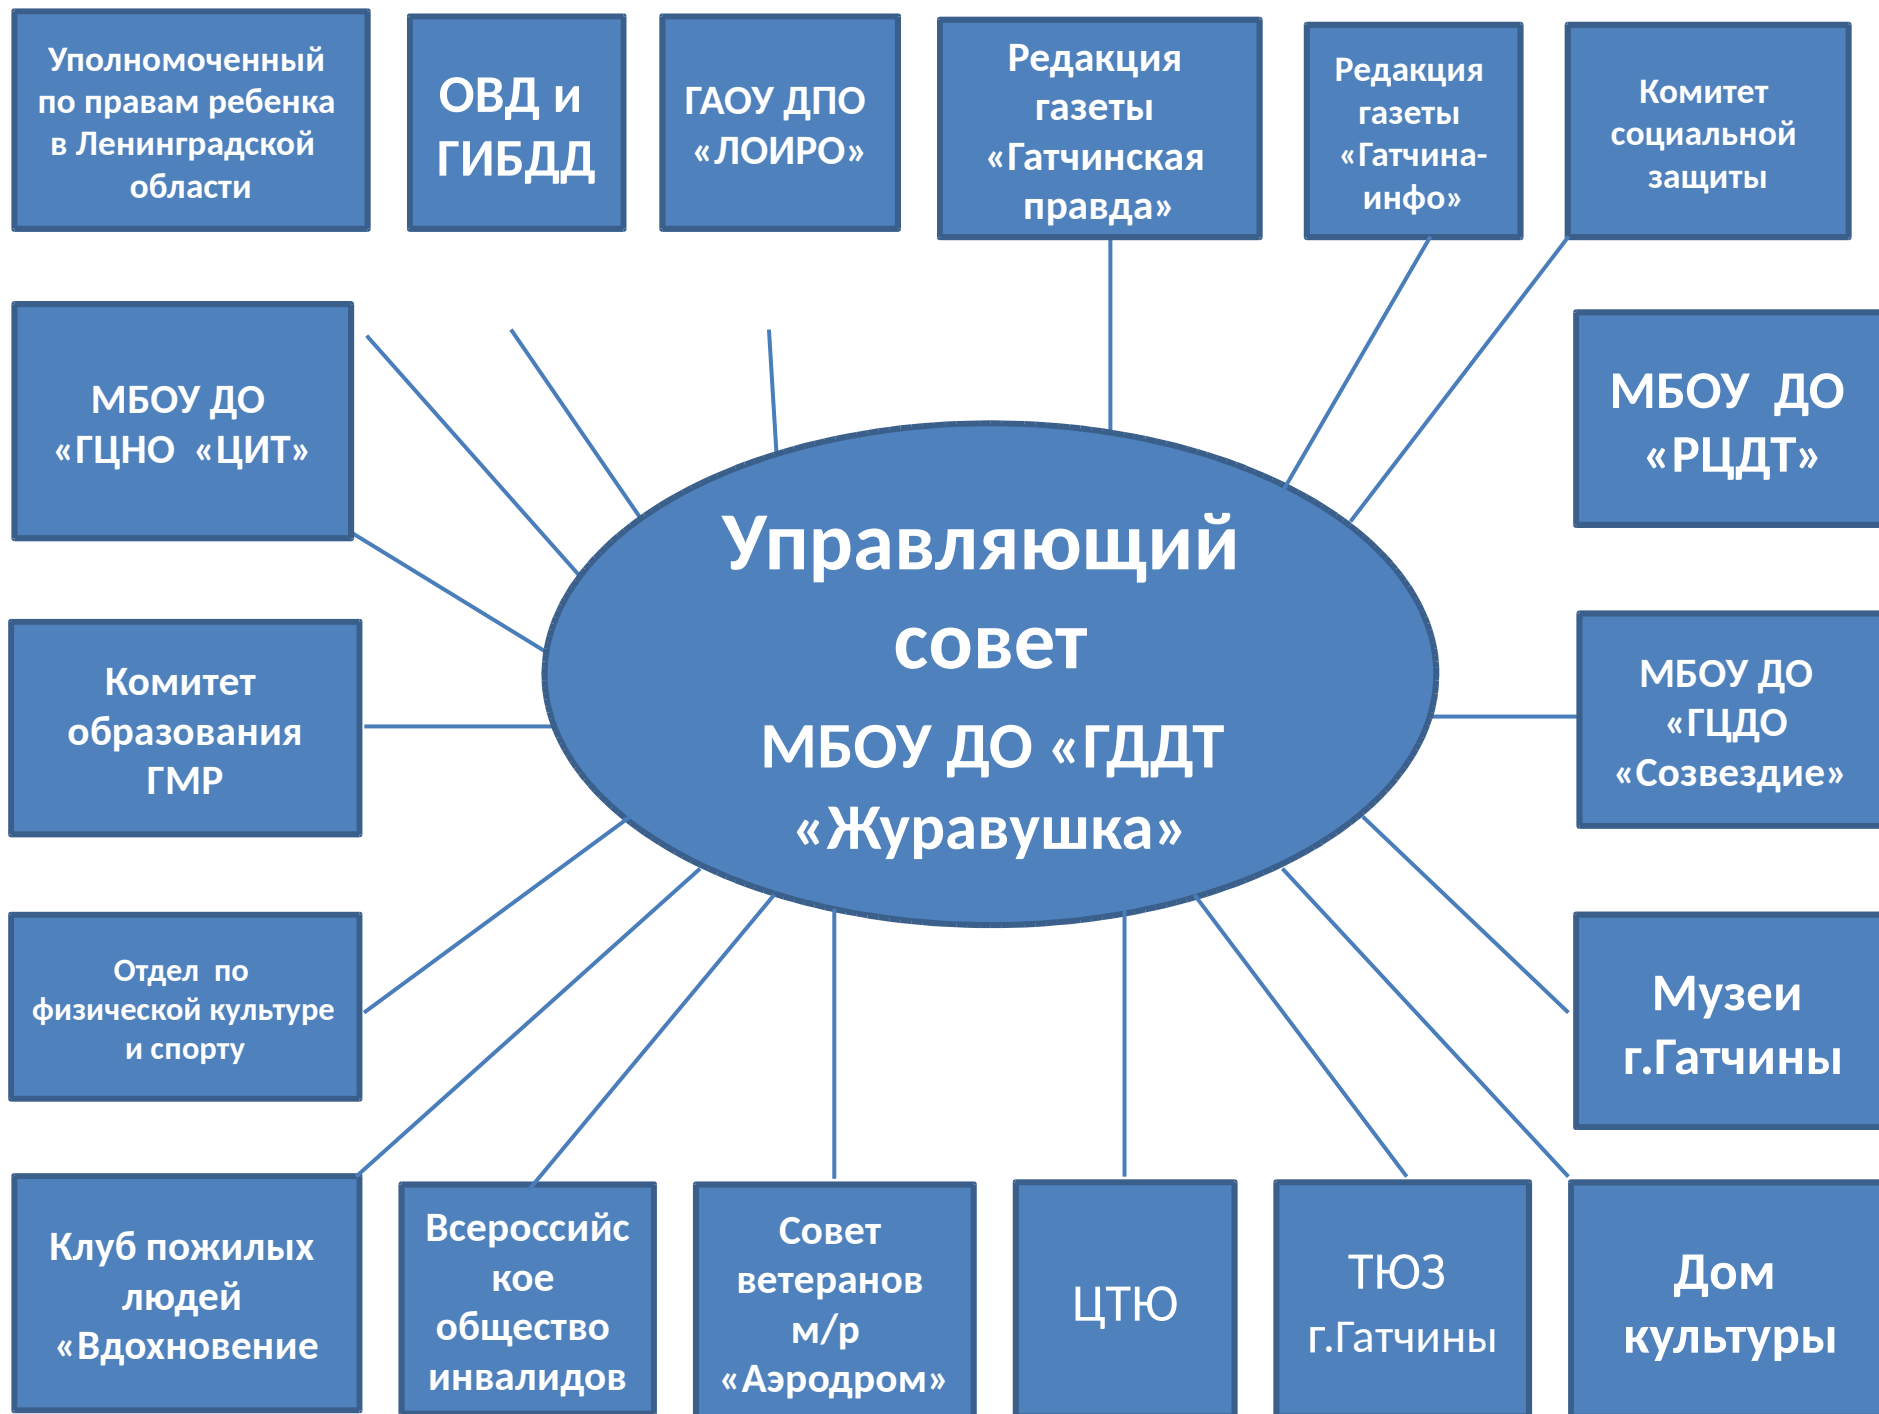 Уполномоченный
по правам ребенка
в Ленинградской
области
ОВД и
ГИБДД
ГАОУ ДПО
«ЛОИРО»
Редакция
газеты
«Гатчинская
правда»
Редакция
газеты
«Гатчина-
инфо»
Комитет
социальной
защиты
МБОУ ДО
«ГЦНО «ЦИТ»
МБОУ ДО
«РЦДТ»
Управляющий
совет
МБОУ ДО «ГДДТ
«Журавушка»
Комитет
образования
ГМР
МБОУ ДО
«ГЦДО
«Созвездие»
Отдел по
физической культуре
и спорту
Музеи
г.Гатчины
Клуб пожилых
людей
«Вдохновение
Всероссийс
кое
общество
инвалидов
Совет
ветеранов
м/р
«Аэродром»
ЦТЮ
ТЮЗ
г.Гатчины
Дом
культуры